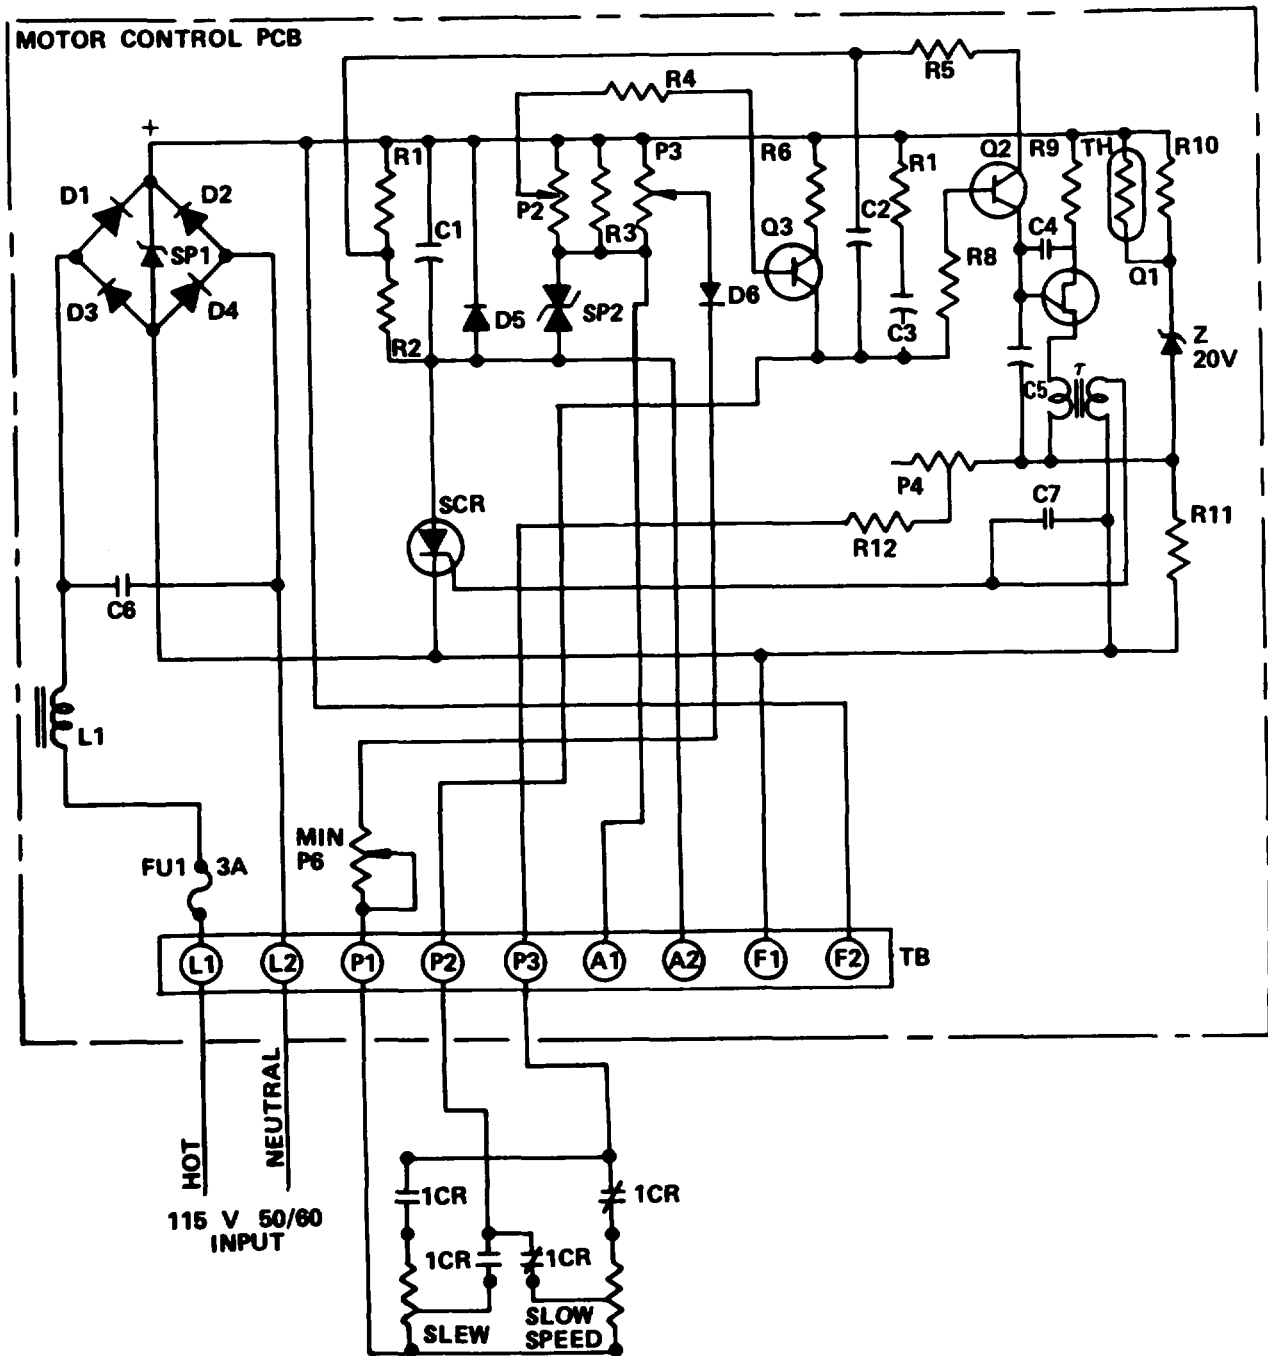 MOTOR CONTROL PCB
R5
R4
+
R1
P3
R6
R1
Q2
R9
TH
R10
D1
D2
P2
C1
R3
Q3
C2
C4
SP1
R8
Q1
D3
D4
D5
SP2
D6
C3
Z
20V
R2
C5
τ
P4
C7
SCR
R12
R11
C6
L1
MIN
P6
FU1
3A
L1
L2
P1
P2
P3
A1
A2
F1
F2
TB
HOT
NEUTRAL
1CR
1CR
115 V 50/60
INPUT
1CR
1CR
SLEW
SLOW
SPEED